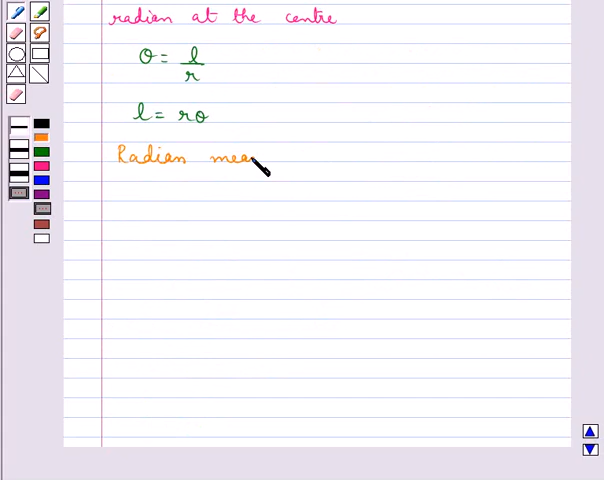 radian at the centre
θ = l/r
l = rθ
Radian mea